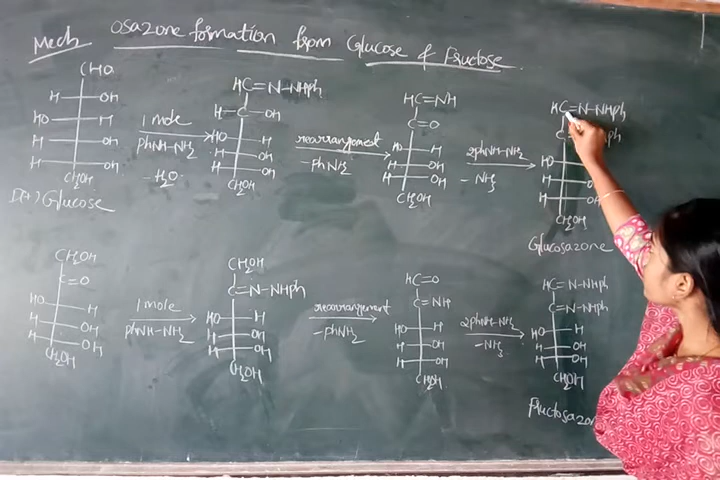 Mech osazone formation from Glucose & Fructose
CHO
H OH
HO H
H OH
H OH
CH2OH
D(+) Glucose
1 mole
phNH-NH2
-H2O
HC=N-NHph
H-C-OH
HO H
H OH
H OH
CH2OH
rearrangement
-PhNH2
HC=NH
C=O
HO H
H OH
H OH
CH2OH
2phNH-NH2
-NH3
HC=N-NHph
ph
HO
H
H OH
CH2OH
Glucosazone
CH2OH
C=O
HO H
H OH
H OH
CH2OH
1 mole
phNH-NH2
CH2OH
C=N-NHph
HO H
H OH
H OH
CH2OH
rearrangement
-phNH2
HC=O
C=NH
HO H
H OH
H OH
CH2OH
2phNH-NH2
-NH3
HC=N-NHph
C=N-NHph
HO H
H OH
H OH
CH2OH
Fructosazon